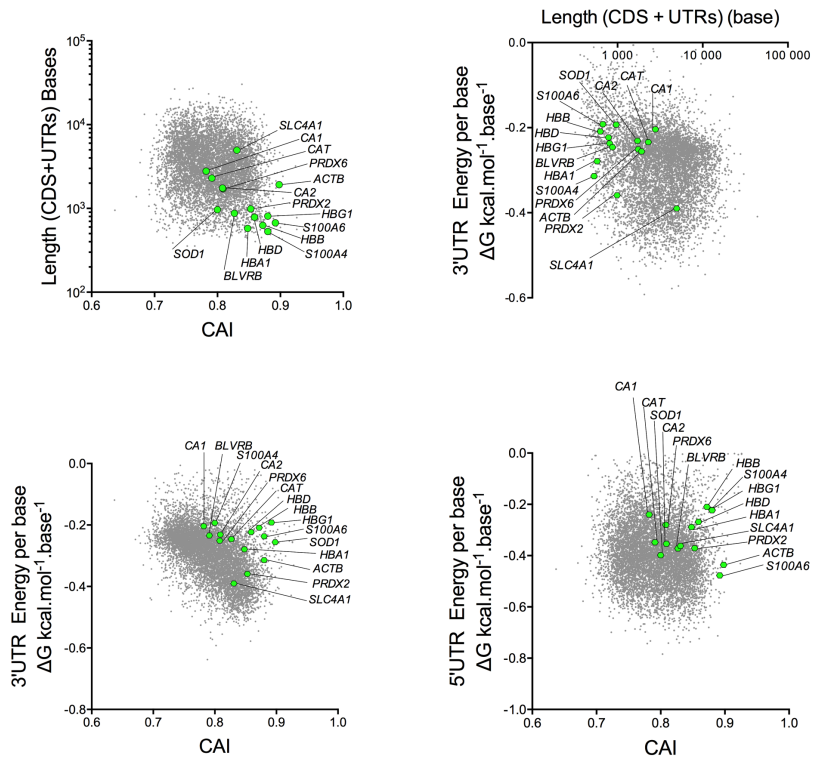 Length (CDS+UTRs) Bases
10⁵
10⁴
10³
10²
0.6
0.7
0.8
0.9
1.0
CAI
SLC4A1
CA1
CAT
PRDX6
ACTB
CA2
PRDX2
HBG1
S100A6
HBB
S100A4
HBD
HBA1
BLVRB
SOD1
Length (CDS + UTRs) (base)
1 000
10 000
100 000
3'UTR Energy per base
ΔG kcal.mol⁻¹.base⁻¹
0.0
-0.2
-0.4
-0.6
SOD1
CAT
CA2
CA1
S100A6
HBB
HBD
HBG1
BLVRB
HBA1
S100A4
PRDX6
ACTB
PRDX2
SLC4A1
3'UTR Energy per base
ΔG kcal.mol⁻¹.base⁻¹
0.0
-0.2
-0.4
-0.6
-0.8
0.6
0.7
0.8
0.9
1.0
CAI
CA1
BLVRB
S100A4
CA2
PRDX6
CAT
HBD
HBB
HBG1
S100A6
SOD1
HBA1
ACTB
PRDX2
SLC4A1
5'UTR Energy per base
ΔG kcal.mol⁻¹.base⁻¹
0.0
-0.2
-0.4
-0.6
-0.8
-1.0
0.6
0.7
0.8
0.9
1.0
CAI
CA1
CAT
SOD1
CA2
PRDX6
BLVRB
HBB
S100A4
HBG1
HBD
HBA1
SLC4A1
PRDX2
ACTB
S100A6